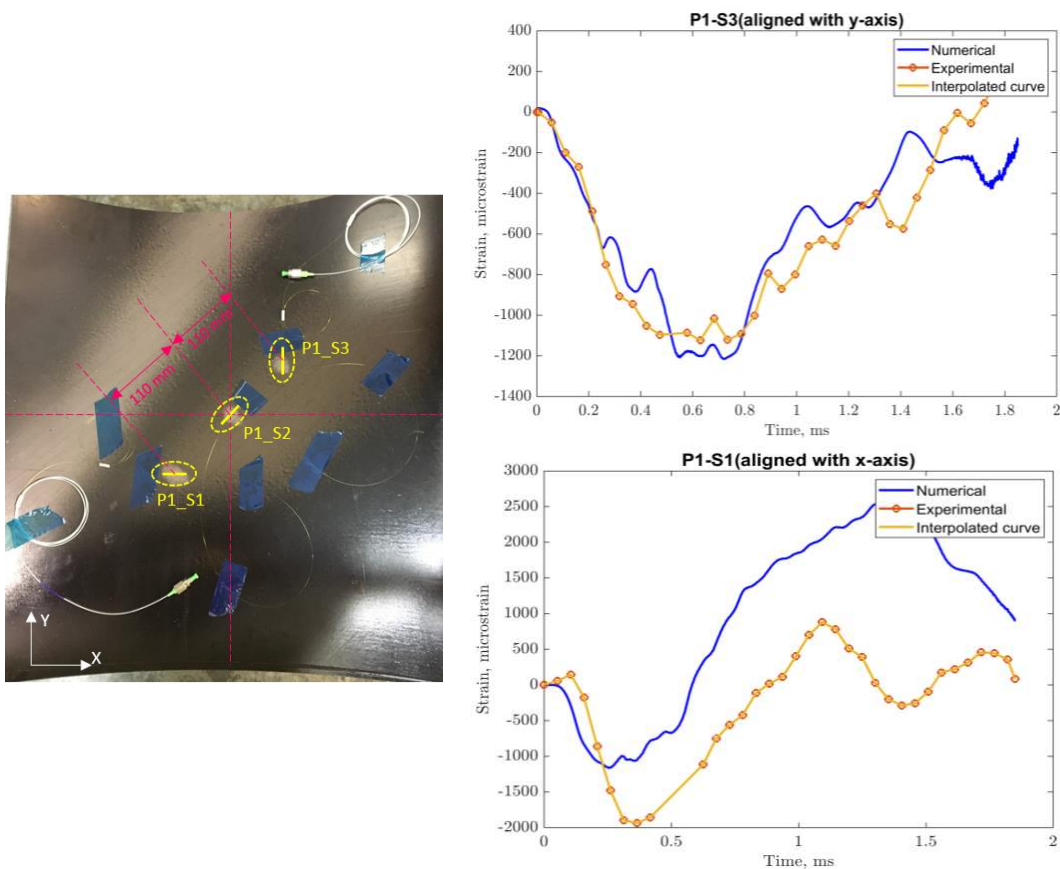 110 mm
110 mm
P1_S3
P1_S2
P1_S1
Y
X
P1-S3(aligned with y-axis)
Numerical
Experimental
Interpolated curve
400
200
0
-200
-400
-600
-800
-1000
-1200
-1400
Strain, microstrain
0
0.2
0.4
0.6
0.8
1
1.2
1.4
1.6
1.8
2
Time, ms
P1-S1(aligned with x-axis)
Numerical
Experimental
Interpolated curve
3000
2500
2000
1500
1000
500
0
-500
-1000
-1500
-2000
Strain, microstrain
0
0.5
1
1.5
2
Time, ms